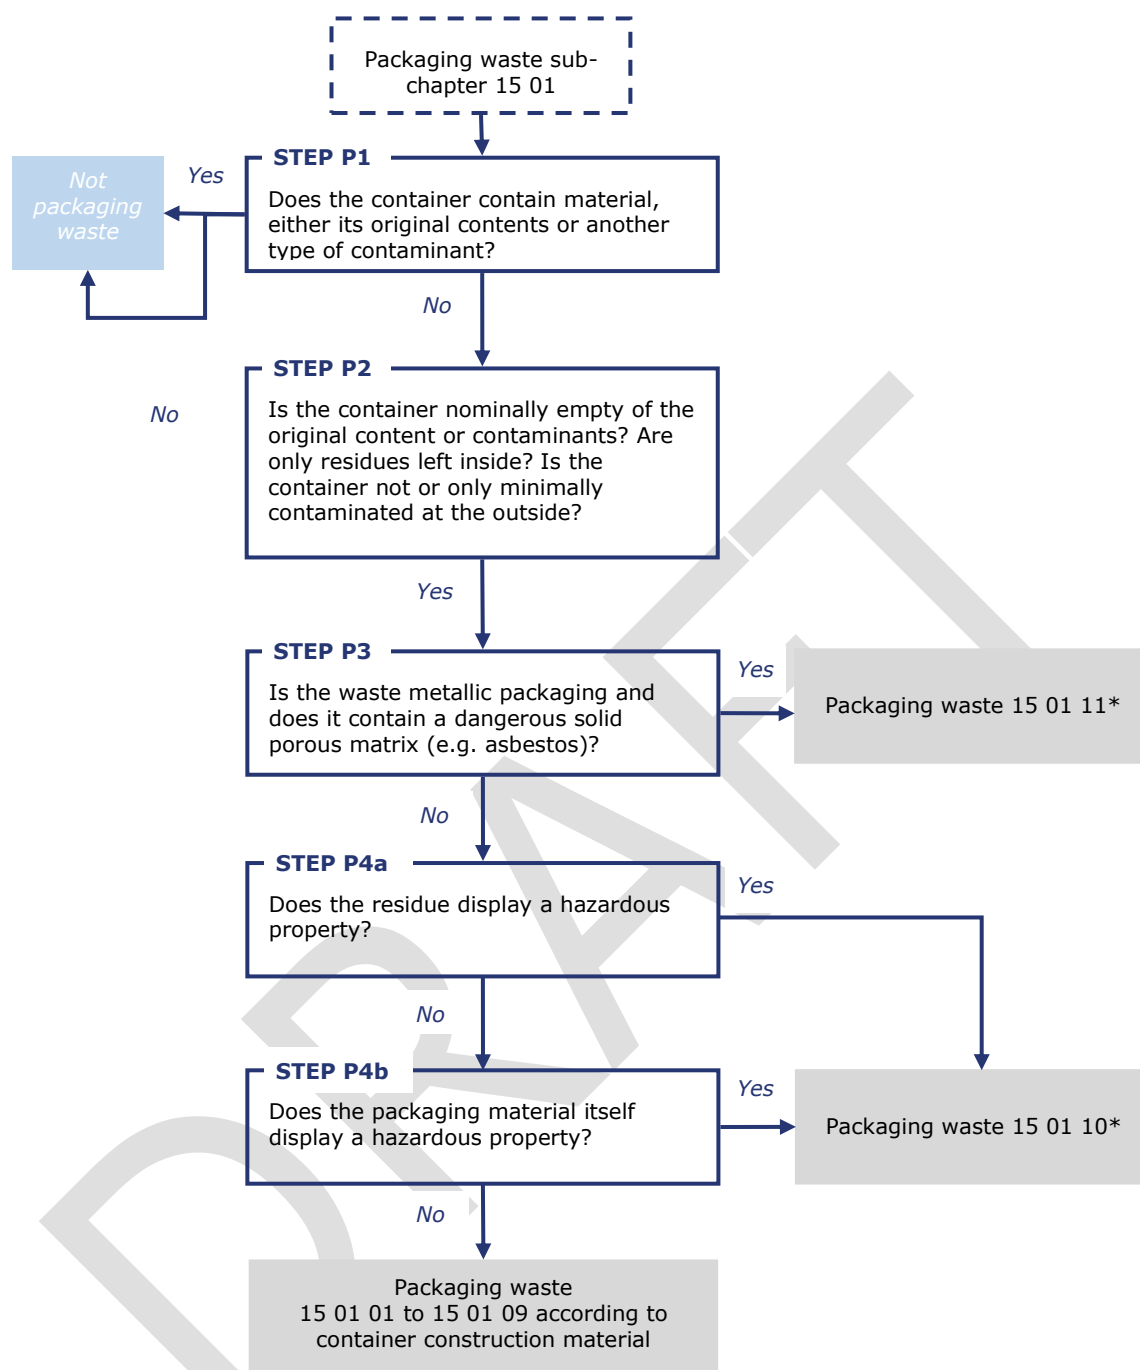 Packaging waste sub-
chapter 15 01
STEP P1
Yes
Not
packaging
waste
Does the container contain material,
either its original contents or another
type of contaminant?
No
STEP P2
No
Is the container nominally empty of the
original content or contaminants? Are
only residues left inside? Is the
container not or only minimally
contaminated at the outside?
Yes
STEP P3
Yes
Is the waste metallic packaging and
does it contain a dangerous solid
porous matrix (e.g. asbestos)?
Packaging waste 15 01 11*
No
STEP P4a
Yes
Does the residue display a hazardous
property?
No
STEP P4b
Yes
Does the packaging material itself
display a hazardous property?
Packaging waste 15 01 10*
No
Packaging waste
15 01 01 to 15 01 09 according to
container construction material
DRAFT